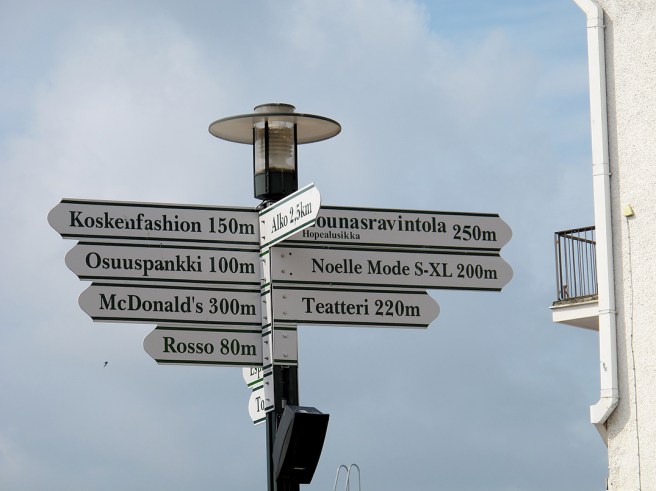 Koskenfashion 150m
Osuuspankki 100m
McDonald's 300m
Rosso 80m
Alko 2,5km
250m
Hopealusikka
Noelle Mode S-XL 200m
Teatteri 220m